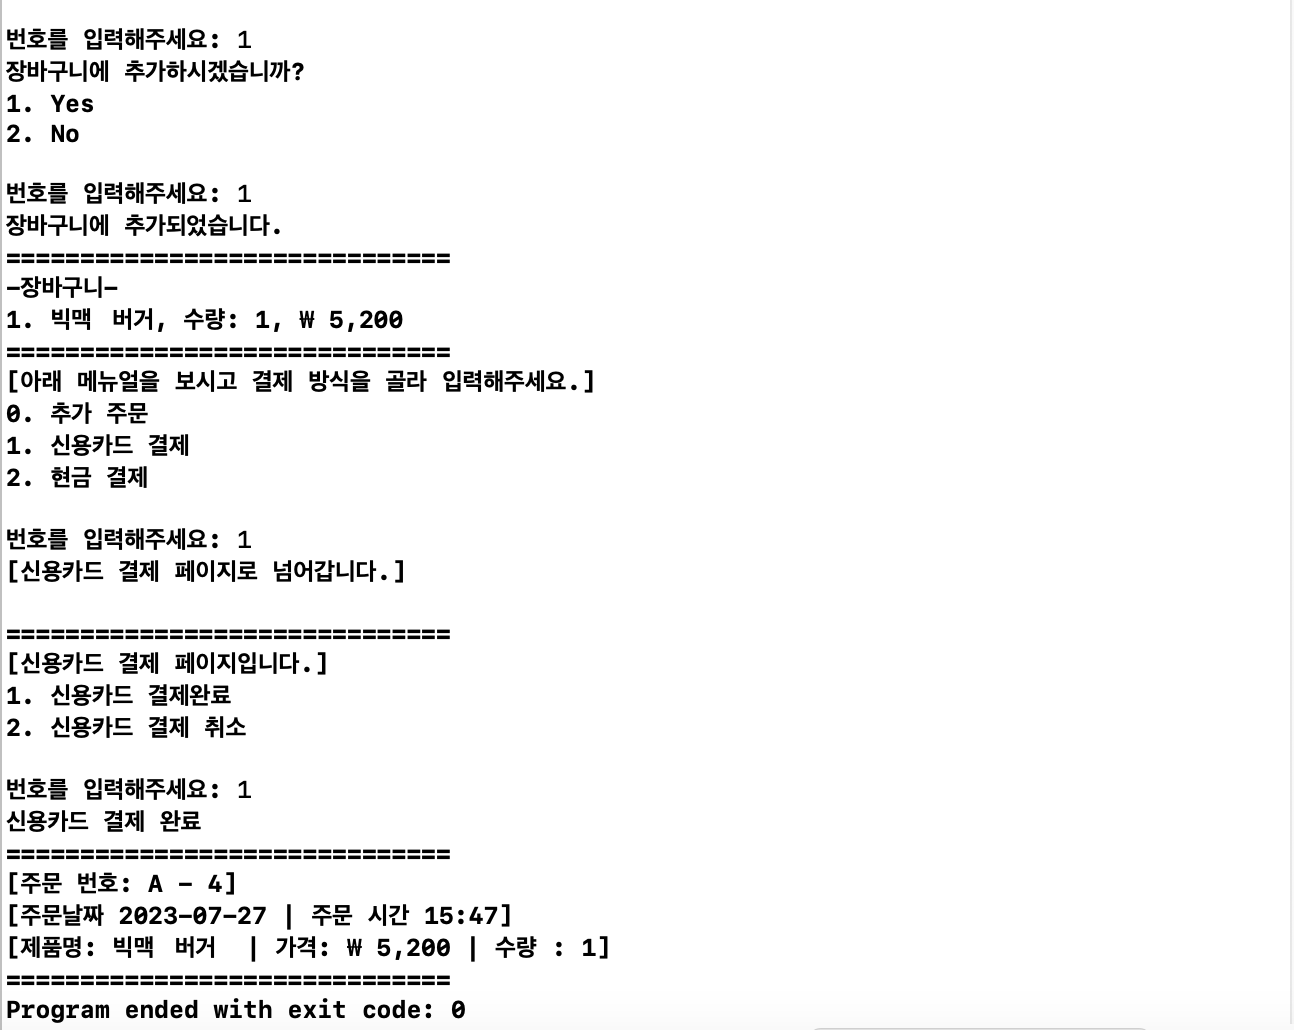 번호를 입력해주세요: 1
장바구니에 추가하시겠습니까?
1. Yes
2. No
번호를 입력해주세요: 1
장바구니에 추가되었습니다.
==============================
-장바구니-
1. 빅맥 버거, 수량: 1, ₩ 5,200
==============================
[아래 메뉴얼을 보시고 결제 방식을 골라 입력해주세요.]
0. 추가 주문
1. 신용카드 결제
2. 현금 결제
번호를 입력해주세요: 1
[신용카드 결제 페이지로 넘어갑니다.]
==============================
[신용카드 결제 페이지입니다.]
1. 신용카드 결제완료
2. 신용카드 결제 취소
번호를 입력해주세요: 1
신용카드 결제 완료
==============================
[주문 번호: A - 4]
[주문날짜 2023-07-27 | 주문 시간 15:47]
[제품명: 빅맥 버거  | 가격: ₩ 5,200 | 수량 : 1]
==============================
Program ended with exit code: 0